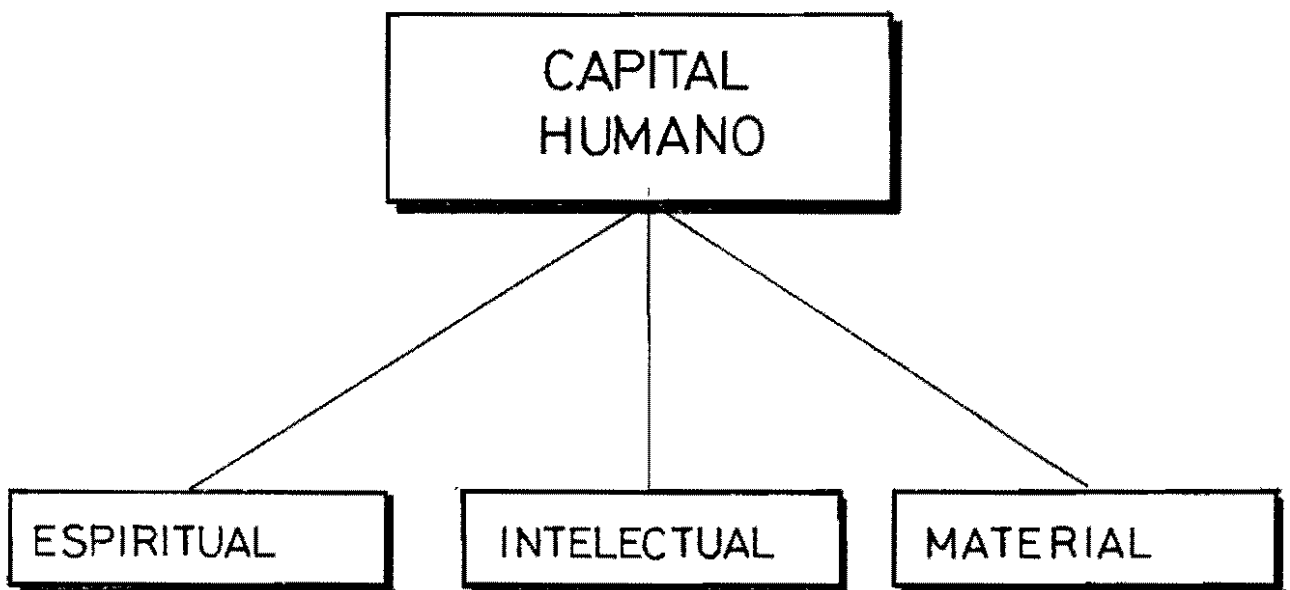 CAPITAL
HUMANO
ESPIRITUAL
INTELECTUAL
MATERIAL